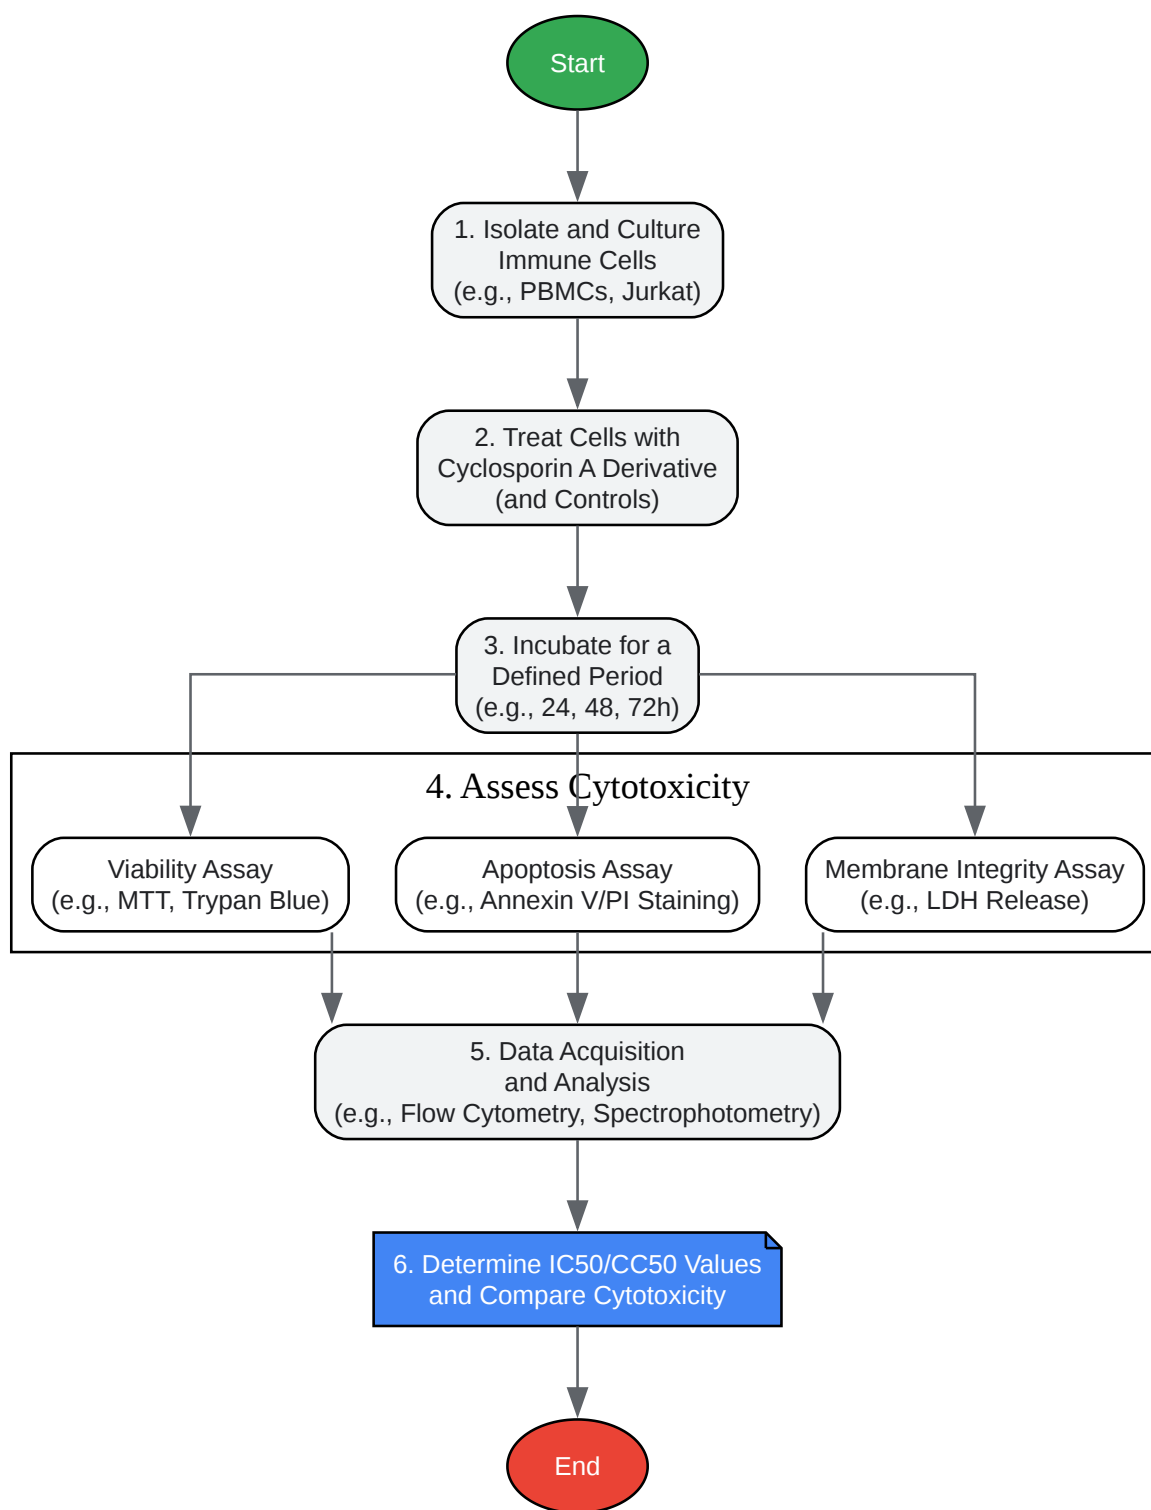 Start
1. Isolate and Culture
Immune Cells
(e.g., PBMCs, Jurkat)
2. Treat Cells with
Cyclosporin A Derivative
(and Controls)
3. Incubate for a
Defined Period
(e.g., 24, 48, 72h)
4. Assess Cytotoxicity
Viability Assay
(e.g., MTT, Trypan Blue)
Apoptosis Assay
(e.g., Annexin V/PI Staining)
Membrane Integrity Assay
(e.g., LDH Release)
5. Data Acquisition
and Analysis
(e.g., Flow Cytometry, Spectrophotometry)
6. Determine IC50/CC50 Values
and Compare Cytotoxicity
End